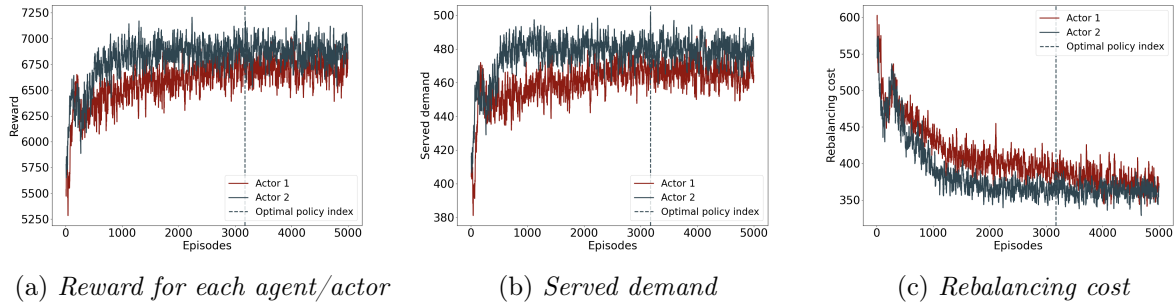 7250
7000
6750
6500
6250
6000
5750
5500
5250
Reward
0 1000 2000 3000 4000 5000
Episodes
Actor 1
Actor 2
Optimal policy index
(a) Reward for each agent/actor
500
480
460
440
420
400
380
Served demand
0 1000 2000 3000 4000 5000
Episodes
Actor 1
Actor 2
Optimal policy index
(b) Served demand
600
550
500
450
400
350
Rebalancing cost
0 1000 2000 3000 4000 5000
Episodes
Actor 1
Actor 2
Optimal policy index
(c) Rebalancing cost